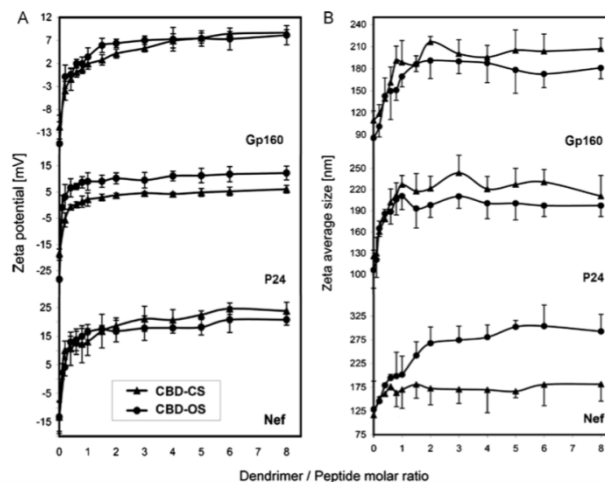 A
Zeta potential [mV]
12
7
2
-3
-8
-13
Gp160
15
5
-5
-15
-25
P24
25
15
5
-5
-15
CBD-CS
CBD-OS
Nef
0 1 2 3 4 5 6 7 8
B
Zeta average size [nm]
210
180
150
120
90
Gp160
250
220
190
160
130
100
P24
375
325
275
225
175
125
75
Nef
0 1 2 3 4 5 6 7 8
Dendrimer / Peptide molar ratio